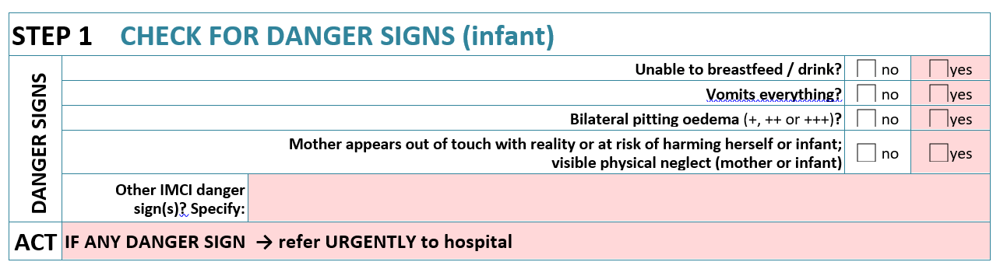 STEP 1 CHECK FOR DANGER SIGNS (infant)
DANGER SIGNS
Unable to breastfeed / drink? no yes
Vomits everything? no yes
Bilateral pitting oedema (+, ++ or +++)? no yes
Mother appears out of touch with reality or at risk of harming herself or infant;
visible physical neglect (mother or infant) no yes
Other IMCI danger
sign(s)? Specify:
ACT IF ANY DANGER SIGN → refer URGENTLY to hospital